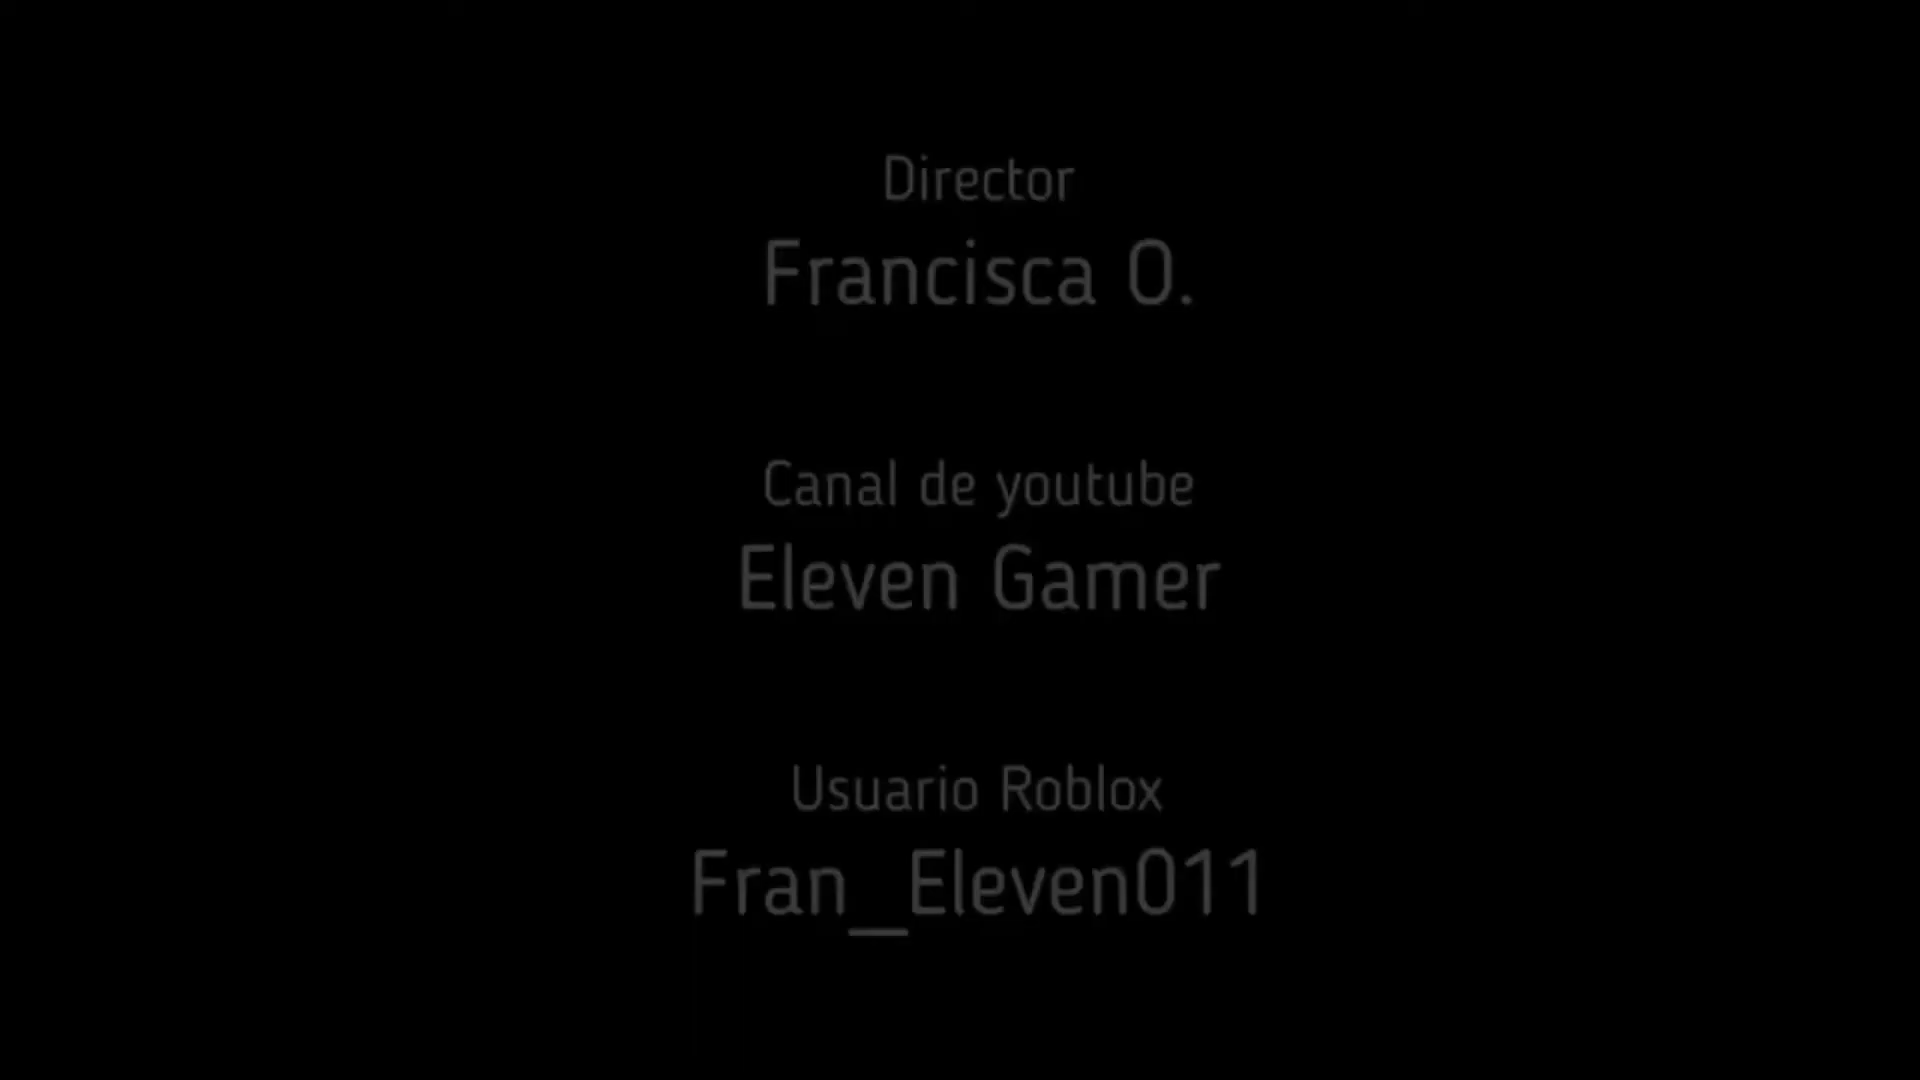 Director
Francisca O.
Canal de youtube
Eleven Gamer
Usuario Roblox
Fran_Eleven011